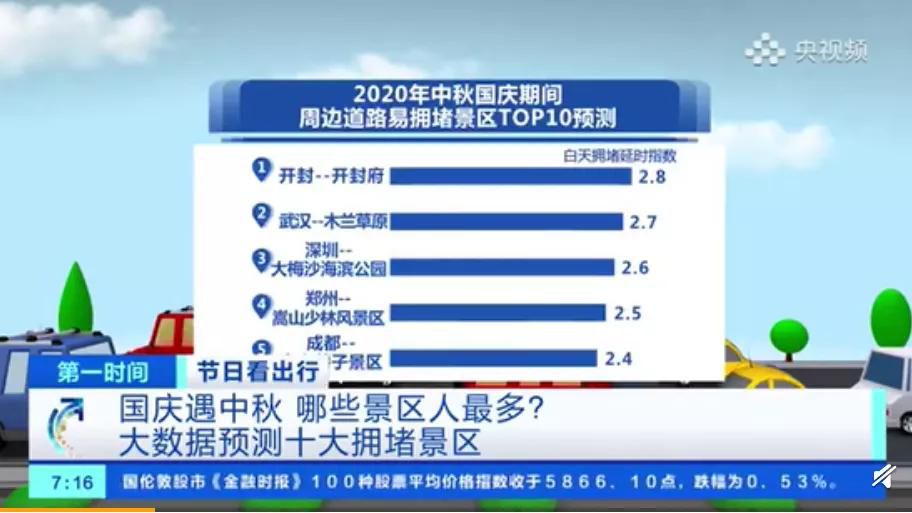 央视频
2020年中秋国庆期间
周边道路易拥堵景区TOP10预测
白天拥堵延时指数
1 开封--开封府 2.8
2 武汉--木兰草原 2.7
3 深圳--
大梅沙海滨公园 2.6
4 郑州--
嵩山少林风景区 2.5
5 成都--
子景区 2.4
第一时间 节日看出行
国庆遇中秋 哪些景区人最多?
大数据预测十大拥堵景区
7:16 国伦敦股市《金融时报》100种股票平均价格指数收于5866．10点，跌幅为0．53%。